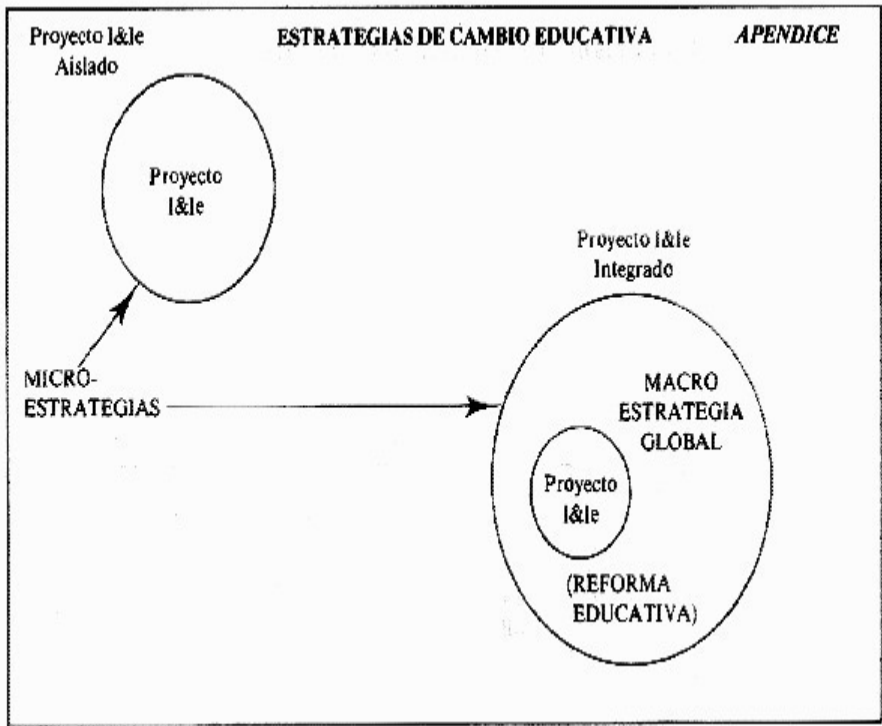 Proyecto I&Ie
Aislado
ESTRATEGIAS DE CAMBIO EDUCATIVA
APENDICE
Proyecto
I&Ie
Proyecto I&Ie
Integrado
MICRO-
ESTRATEGIAS
MACRO
ESTRATEGIA
GLOBAL
Proyecto
I&Ie
(REFORMA
EDUCATIVA)